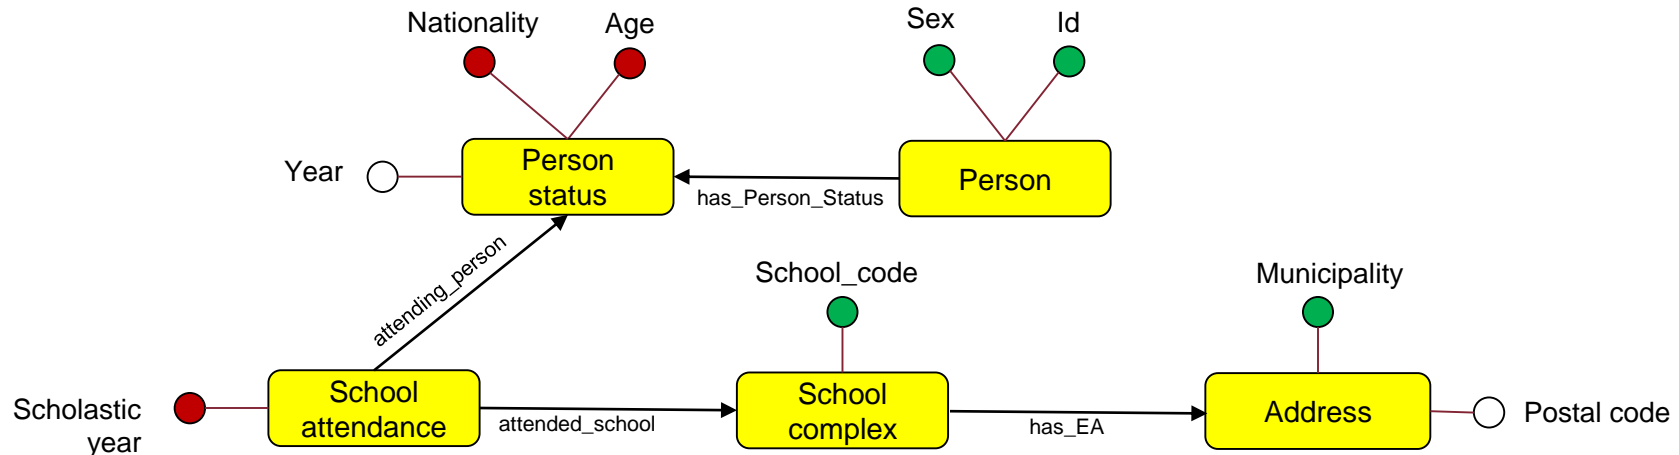 Nationality
Age
Sex
Id
Year
Person
status
has_Person_Status
Person
attending_person
School_code
Municipality
Scholastic
year
School
attendance
attended_school
School
complex
has_EA
Address
Postal code